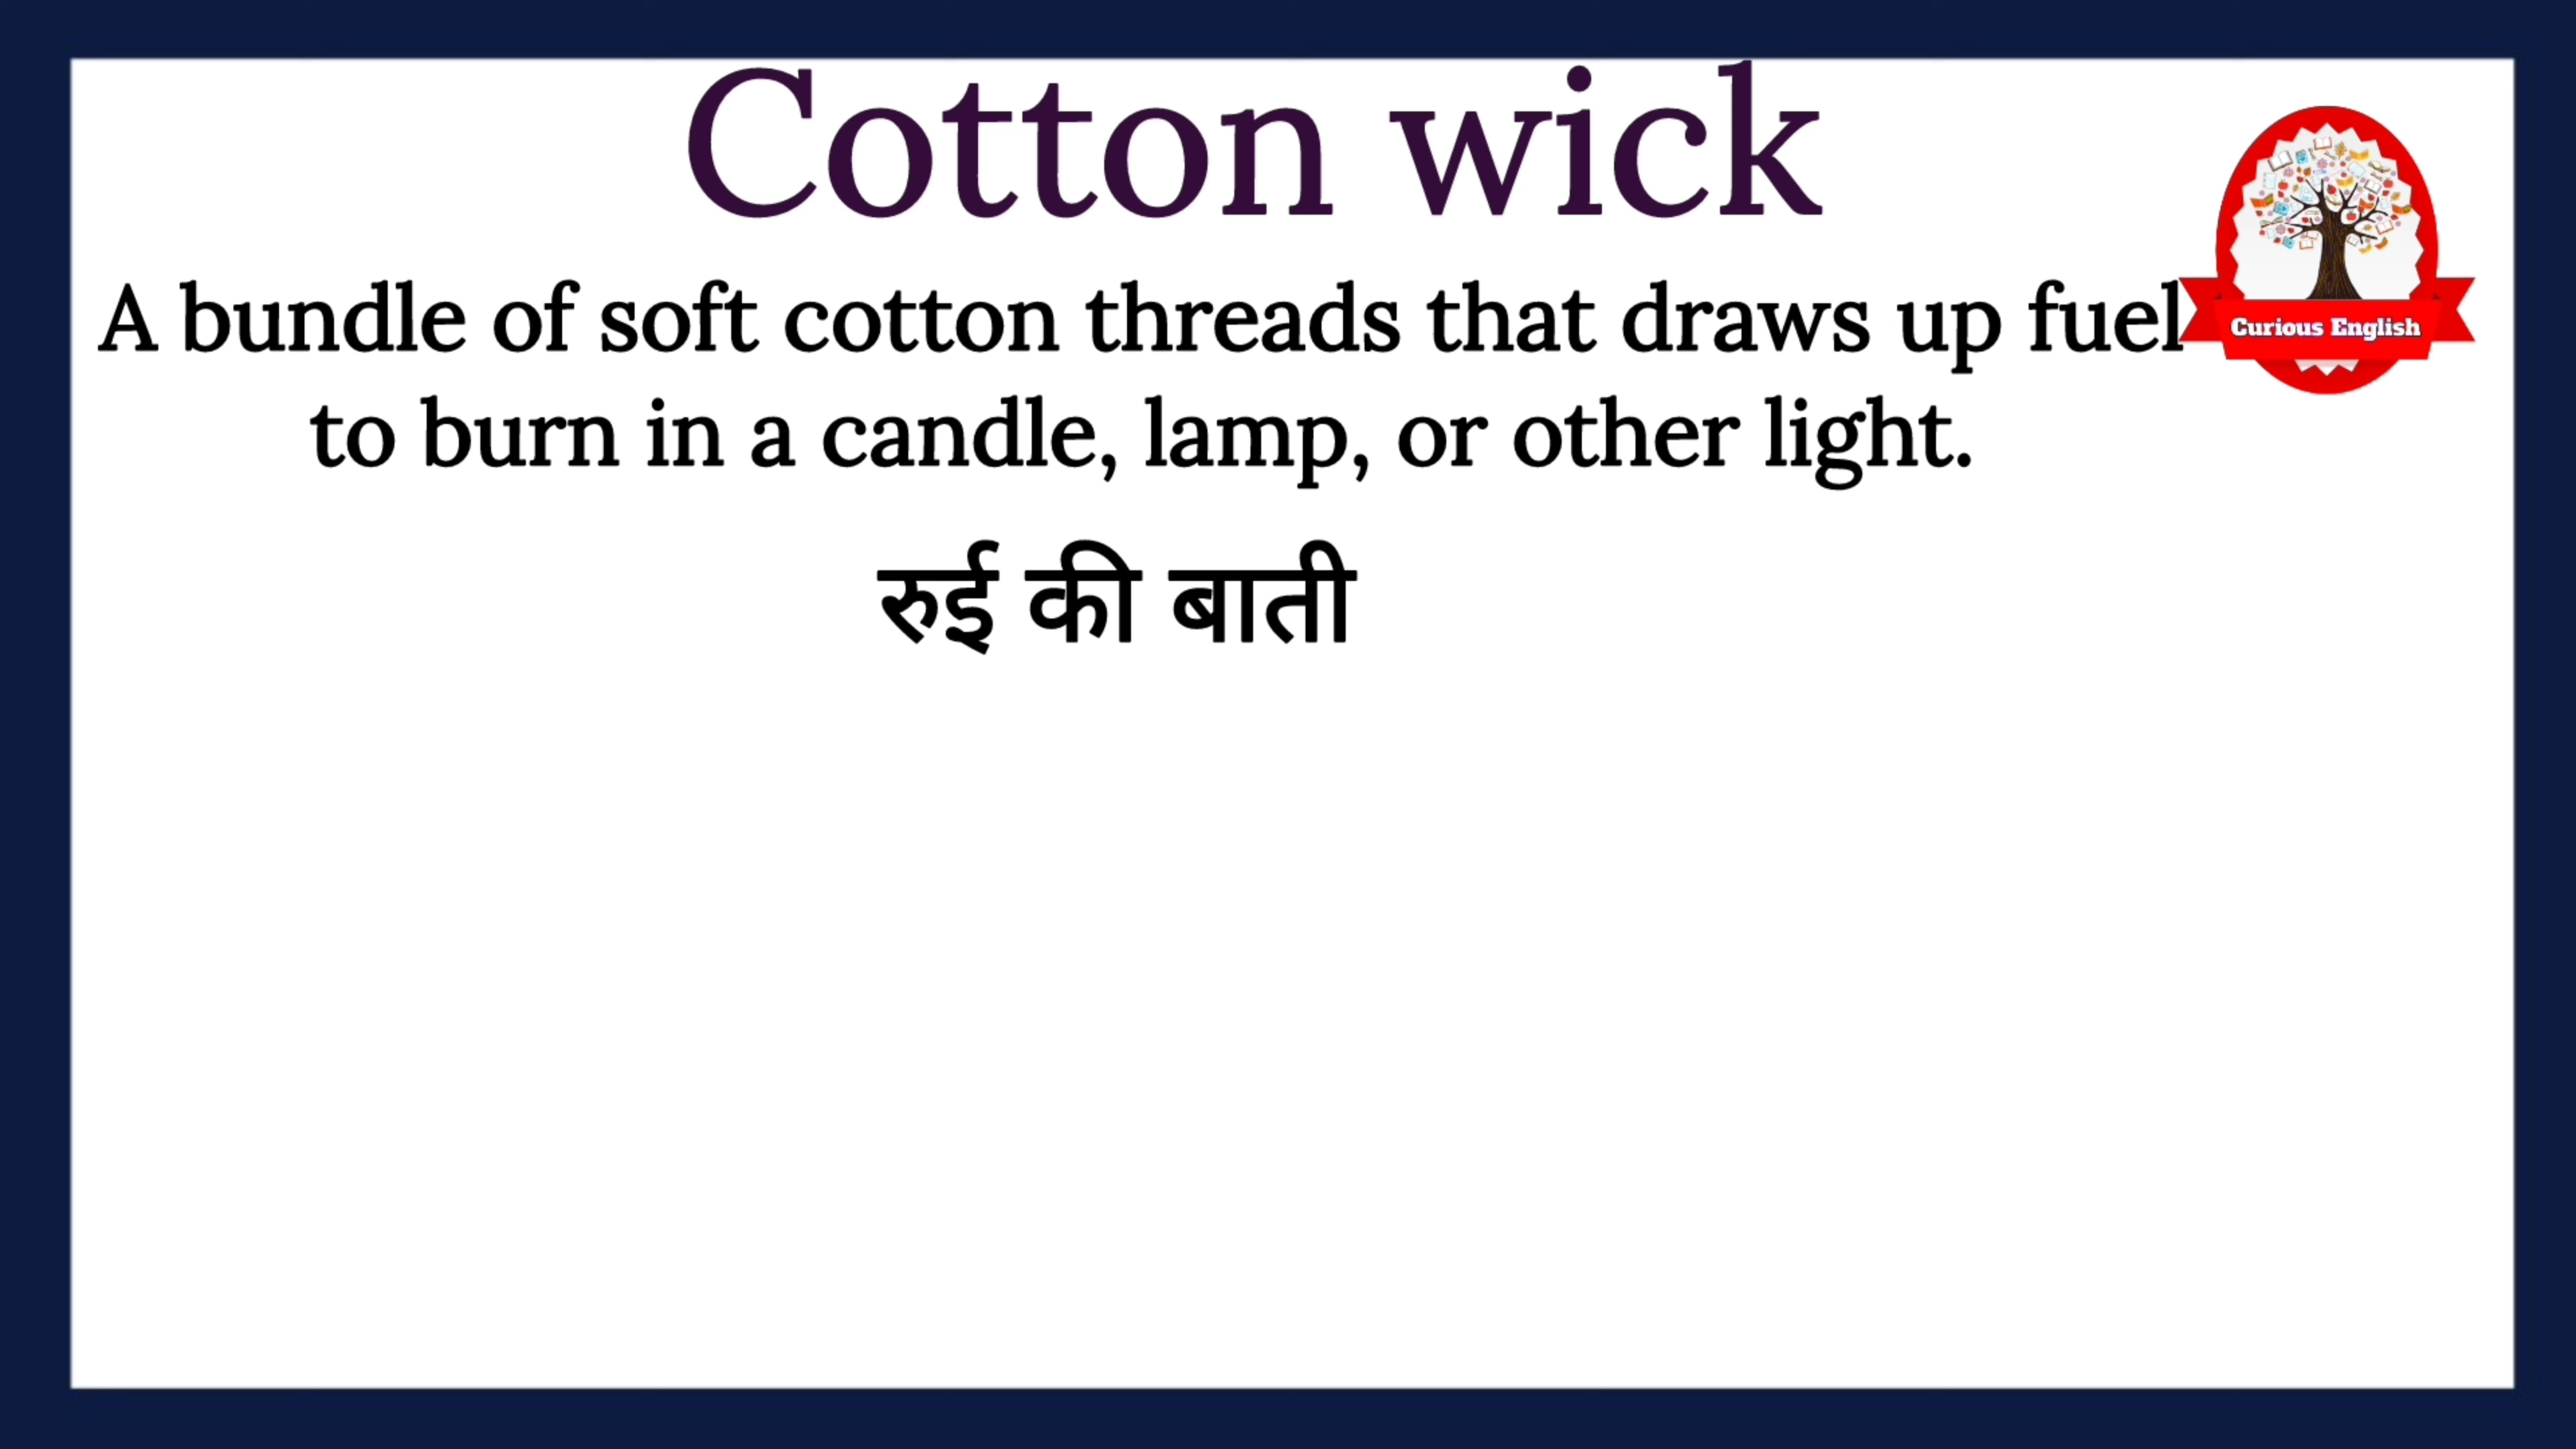 Cotton wick
A bundle of soft cotton threads that draws up fuel
to burn in a candle, lamp, or other light.
Curious English
रुई की बाती